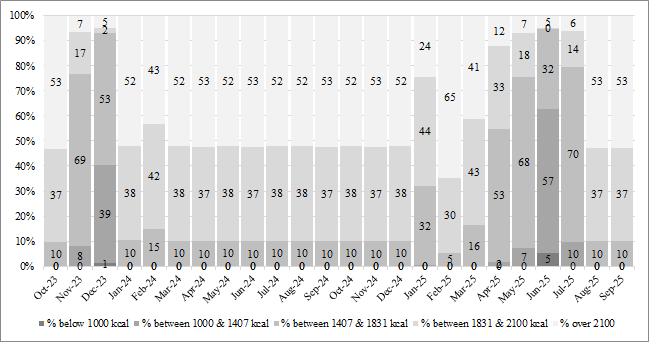 100%
90%
80%
70%
60%
50%
40%
30%
20%
10%
0%
53 7 5 52 43 52 53 52 53 52 53 52 53 52 24 65 41 12 7 5 6 53 53
37 17 2 38 42 38 37 38 37 38 37 38 37 38 44 30 43 33 18 0 14 37 37
10 69 53 10 15 10 10 10 10 10 10 10 10 10 32 5 16 53 68 32 70 10 10
8 39 2 7 57 10
0 0 1 0 0 0 0 0 0 0 0 0 0 0 0 0 0 0 0 5 0 0 0
Oct-23 Nov-23 Dec-23 Jan-24 Feb-24 Mar-24 Apr-24 May-24 Jun-24 Jul-24 Aug-24 Sep-24 Oct-24 Nov-24 Dec-24 Jan-25 Feb-25 Mar-25 Apr-25 May-25 Jun-25 Jul-25 Aug-25 Sep-25
% below 1000 kcal % between 1000 & 1407 kcal % between 1407 & 1831 kcal % between 1831 & 2100 kcal % over 2100